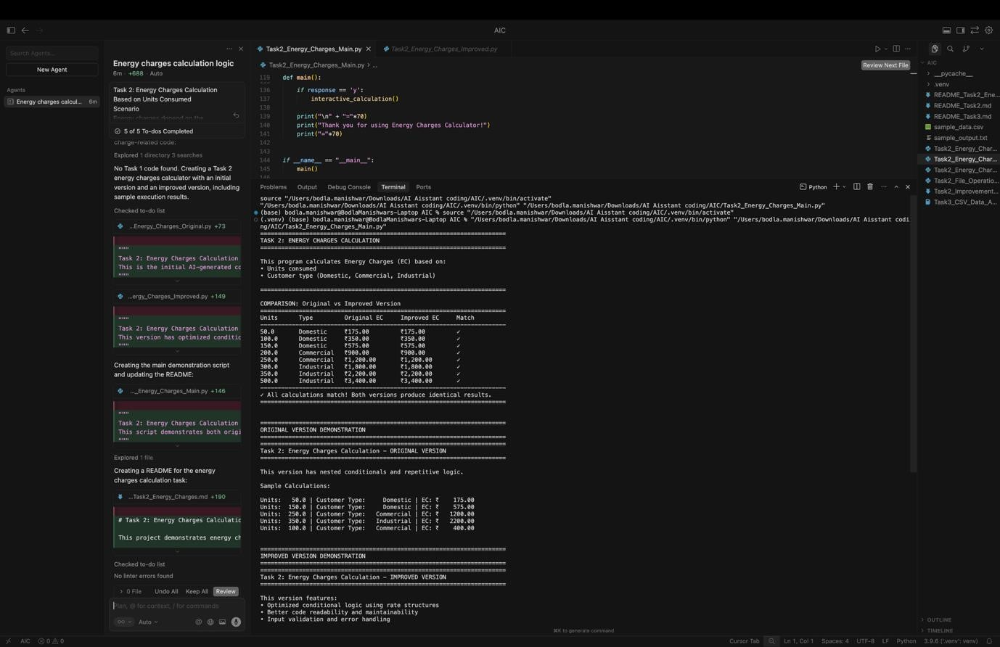 AIC
Search Agents...
New Agent
Agents
Energy charges calcul... 6m
Energy charges calculation logic
6m · +688 · Auto
Task 2: Energy Charges Calculation
Based on Units Consumed
Scenario
Energy charges depend on the
5 of 5 To-dos Completed
charge-related code:
Explored 1 directory 3 searches
No Task 1 code found. Creating a Task 2
energy charges calculator with an initial
version and an improved version, including
sample execution results.
Checked to-do list
...Energy_Charges_Original.py +73
"""
Task 2: Energy Charges Calculation
This is the initial AI-generated co
"""
...ergy_Charges_Improved.py +149
"""
Task 2: Energy Charges Calculation
This version has optimized conditio
"""
Creating the main demonstration script
and updating the README:
..._Energy_Charges_Main.py +146
"""
Task 2: Energy Charges Calculation
This script demonstrates both origi
"""
Explored 1 file
Creating a README for the energy
charges calculation task:
...Task2_Energy_Charges.md +190
# Task 2: Energy Charges Calculatio
This project demonstrates energy ch
Checked to-do list
No linter errors found
> 0 File Undo All Keep All Review
Plan, @ for context, / for commands
∞ Auto
Task2_Energy_Charges_Main.py
Task2_Energy_Charges_Improved.py
Task2_Energy_Charges_Main.py > ...
Review Next File
119 def main():
136 if response == 'y':
137 interactive_calculation()
138
139 print("\n" + "="*70)
140 print("Thank you for using Energy Charges Calculator!")
141 print("="*70)
142
143
144 if __name__ == "__main__":
145 main()
146
Problems Output Debug Console Terminal Ports
Python
source "/Users/bodla.manishwar/Downloads/AI Aisstant coding/AIC/.venv/bin/activate"
"/Users/bodla.manishwar/Downloads/AI Aisstant coding/AIC/.venv/bin/python" "/Users/bodla.manishwar/Downloads/AI Aisstant coding/AIC/Task2_Energy_Charges_Main.py"
(base) bodla.manishwar@BodlaManishwars-Laptop AIC % source "/Users/bodla.manishwar/Downloads/AI Aisstant coding/AIC/.venv/bin/activate"
(.venv) (base) bodla.manishwar@BodlaManishwars-Laptop AIC % "/Users/bodla.manishwar/Downloads/AI Aisstant coding/AIC/.venv/bin/python" "/Users/bodla.manishwar/Downloads/AI Aisstant codi
ng/AIC/Task2_Energy_Charges_Main.py"
======================================================================
TASK 2: ENERGY CHARGES CALCULATION
======================================================================
This program calculates Energy Charges (EC) based on:
• Units consumed
• Customer type (Domestic, Commercial, Industrial)
======================================================================
COMPARISON: Original vs Improved Version
======================================================================
Units Type Original EC Improved EC Match
----------------------------------------------------------------------
50.0 Domestic ₹175.00 ₹175.00 ✓
100.0 Domestic ₹350.00 ₹350.00 ✓
150.0 Domestic ₹575.00 ₹575.00 ✓
200.0 Commercial ₹900.00 ₹900.00 ✓
250.0 Commercial ₹1,200.00 ₹1,200.00 ✓
300.0 Industrial ₹1,800.00 ₹1,800.00 ✓
350.0 Industrial ₹2,200.00 ₹2,200.00 ✓
500.0 Industrial ₹3,400.00 ₹3,400.00 ✓
----------------------------------------------------------------------
✓ All calculations match! Both versions produce identical results.
======================================================================
======================================================================
ORIGINAL VERSION DEMONSTRATION
======================================================================
======================================================================
Task 2: Energy Charges Calculation - ORIGINAL VERSION
======================================================================
This version has nested conditionals and repetitive logic.
Sample Calculations:
Units: 50.0 | Customer Type: Domestic | EC: ₹ 175.00
Units: 150.0 | Customer Type: Domestic | EC: ₹ 575.00
Units: 250.0 | Customer Type: Commercial | EC: ₹ 1200.00
Units: 350.0 | Customer Type: Industrial | EC: ₹ 2200.00
Units: 100.0 | Customer Type: Commercial | EC: ₹ 400.00
======================================================================
IMPROVED VERSION DEMONSTRATION
======================================================================
======================================================================
Task 2: Energy Charges Calculation - IMPROVED VERSION
======================================================================
This version features:
• Optimized conditional logic using rate structures
• Better code readability and maintainability
• Input validation and error handling
⌘K to generate command
AIC
__pycache__
.venv
README_Task2_Ene...
README_Task2.md
README_Task3.md
sample_data.csv
sample_output.txt
Task2_Energy_Char...
Task2_Energy_Char...
Task2_Energy_Char...
Task2_File_Operatio...
Task2_Improvement...
Task3_CSV_Data_A...
OUTLINE
TIMELINE
AIC 0 0
Cursor Tab Ln 1, Col 1 Spaces: 4 UTF-8 LF Python 3.9.6 ('.venv': venv)